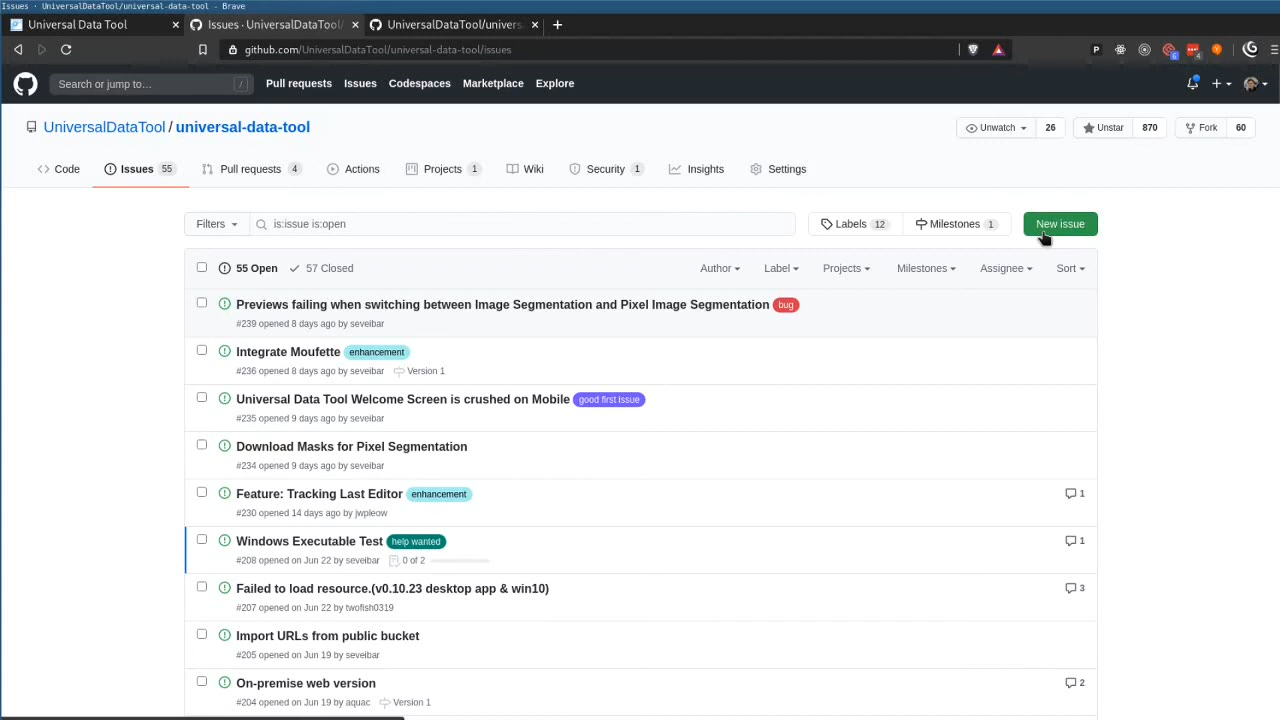 Issues · UniversalDataTool/universal-data-tool - Brave
Universal Data Tool
Issues · UniversalDataTool/
UniversalDataTool/univers
github.com/UniversalDataTool/universal-data-tool/issues
P
6
4
Search or jump to… /
Pull requests Issues Codespaces Marketplace Explore
UniversalDataTool / universal-data-tool
Unwatch 26 Unstar 870 Fork 60
Code Issues 55 Pull requests 4 Actions Projects 1 Wiki Security 1 Insights Settings
Filters is:issue is:open Labels 12 Milestones 1 New issue
55 Open 57 Closed Author Label Projects Milestones Assignee Sort
Previews failing when switching between Image Segmentation and Pixel Image Segmentation bug
#239 opened 8 days ago by seveibar
Integrate Moufette enhancement
#236 opened 8 days ago by seveibar Version 1
Universal Data Tool Welcome Screen is crushed on Mobile good first issue
#235 opened 9 days ago by seveibar
Download Masks for Pixel Segmentation
#234 opened 9 days ago by seveibar
Feature: Tracking Last Editor enhancement 1
#230 opened 14 days ago by jwpleow
Windows Executable Test help wanted 1
#208 opened on Jun 22 by seveibar 0 of 2
Failed to load resource.(v0.10.23 desktop app & win10) 3
#207 opened on Jun 22 by twofish0319
Import URLs from public bucket
#205 opened on Jun 19 by seveibar
On-premise web version 2
#204 opened on Jun 19 by aquac Version 1